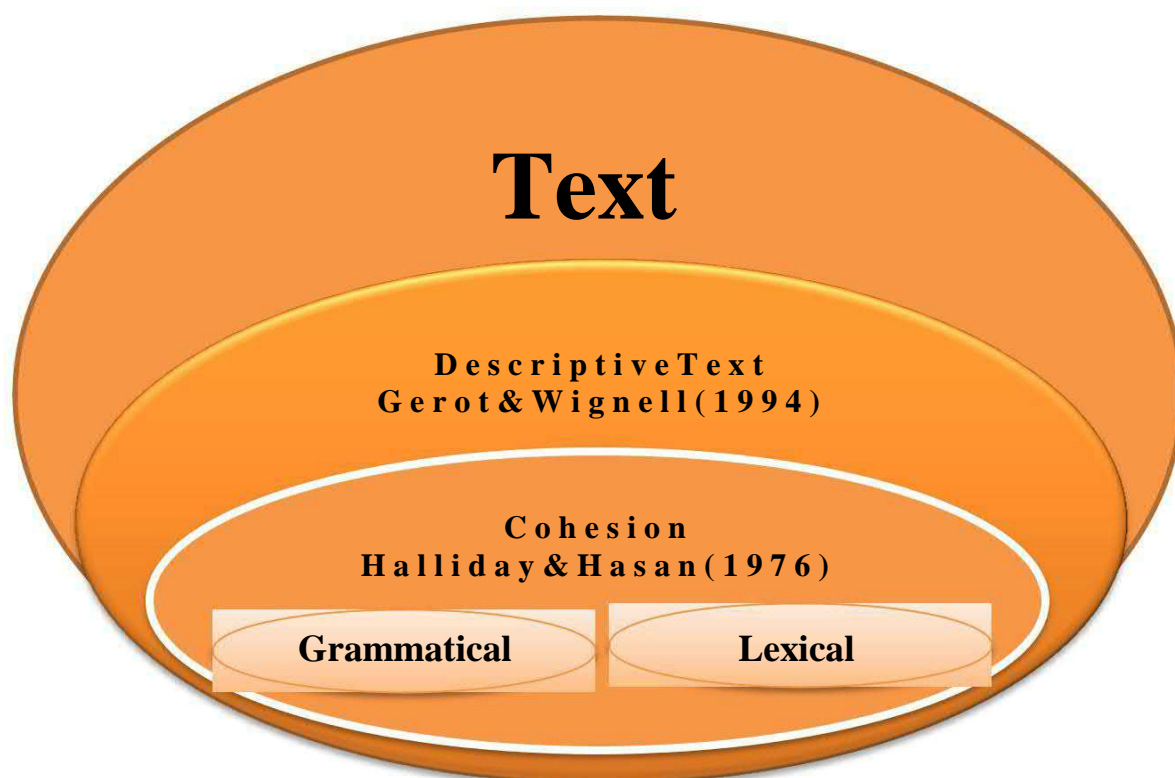 Text
DescriptiveText
Gerot&Wignell(1994)
Cohesion
Halliday&Hasan(1976)
Grammatical
Lexical